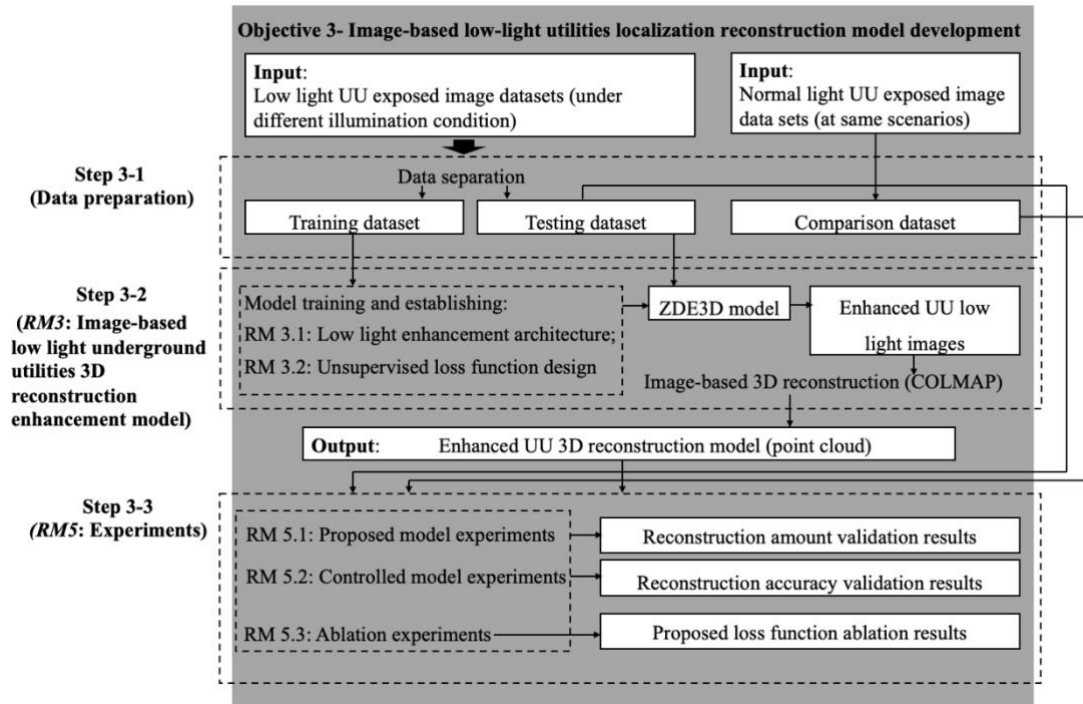 Objective 3- Image-based low-light utilities localization reconstruction model development
Input:
Low light UU exposed image datasets (under
different illumination condition)
Input:
Normal light UU exposed image
data sets (at same scenarios)
Step 3-1
(Data preparation)
Data separation
Training dataset
Testing dataset
Comparison dataset
Step 3-2
(RM3: Image-based
low light underground
utilities 3D
reconstruction
enhancement model)
Model training and establishing:
RM 3.1: Low light enhancement architecture;
RM 3.2: Unsupervised loss function design
ZDE3D model
Enhanced UU low
light images
Image-based 3D reconstruction (COLMAP)
Output: Enhanced UU 3D reconstruction model (point cloud)
Step 3-3
(RM5: Experiments)
RM 5.1: Proposed model experiments
Reconstruction amount validation results
RM 5.2: Controlled model experiments
Reconstruction accuracy validation results
RM 5.3: Ablation experiments
Proposed loss function ablation results